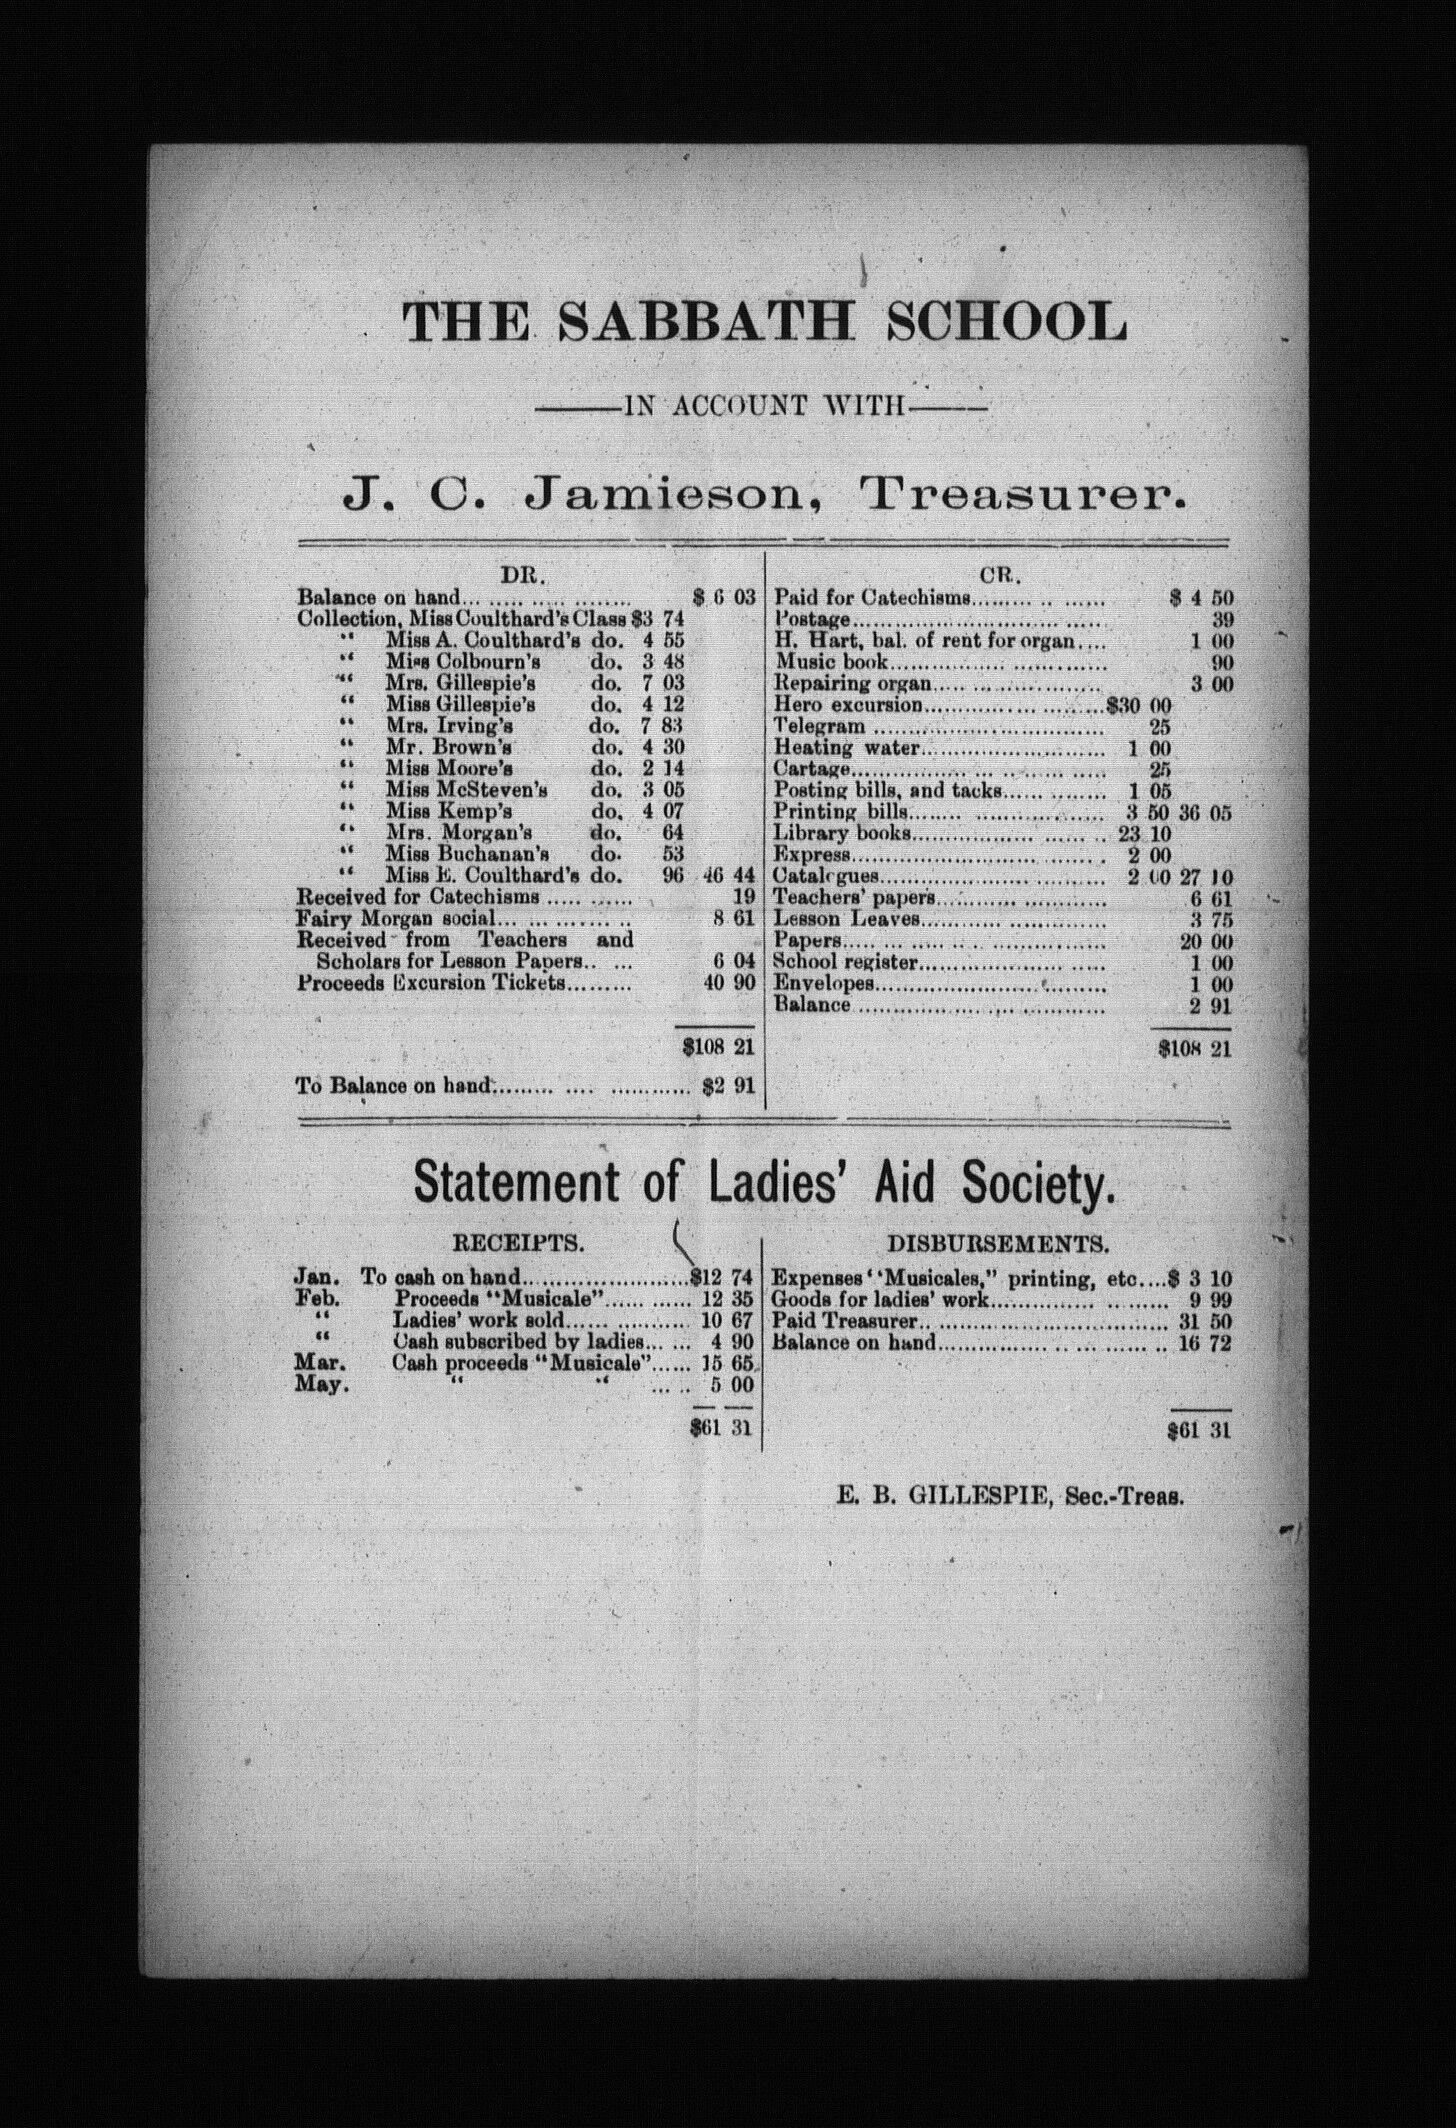 THE SABBATH SCHOOL
IN ACCOUNT WITH
J. C. Jamieson, Treasurer.
DR.
Balance on hand... ..... ...... ........ $ 6 03
Collection, Miss Coulthard's Class $3 74
“ Miss A. Coulthard's do. 4 55
“ Miss Colbourn's do. 3 48
“ Mrs. Gillespie's do. 7 03
“ Miss Gillespie's do. 4 12
“ Mrs. Irving's do. 7 83
“ Mr. Brown's do. 4 30
“ Miss Moore's do. 2 14
“ Miss McSteven's do. 3 05
“ Miss Kemp's do. 4 07
“ Mrs. Morgan's do. 64
“ Miss Buchanan's do. 53
“ Miss E. Coulthard's do. 96 46 44
Received for Catechisms ..... ...... 19
Fairy Morgan social... ... ........ .. 8 61
Received from Teachers and
Scholars for Lesson Papers.. ... 6 04
Proceeds Excursion Tickets......... 40 90
$108 21
To Balance on hand......... .... ............ $2 91
CR.
Paid for Catechisms......... .. ...... $ 4 50
Postage............................... ...... 39
H. Hart, bal. of rent for organ.... 1 00
Music book................. .............. 90
Repairing organ..... ... ............... 3 00
Hero excursion............... ......... $30 00
Telegram .................................. 25
Heating water........................... 1 00
Cartage................. ... .. ...... ..... 25
Posting bills, and tacks...... ........ 1 05
Printing bills........ .................. 3 50 36 05
Library books.................. ...... .. 23 10
Express............................ ....... . 2 00
Catalogues.......................... .......... 2 00 27 10
Teachers' papers............ ............ 6 61
Lesson Leaves............ .............. 3 75
Papers..... ... ..... .. .. ................ 20 00
School register...................... ..... 1 00
Envelopes........................ ......... 1 00
Balance ............. .... .... ............ 2 91
$108 21
Statement of Ladies' Aid Society.
RECEIPTS.
Jan. To cash on hand........................$12 74
Feb. Proceeds “Musicale”...... ...... 12 35
“ Ladies' work sold...... ........... 10 67
“ Cash subscribed by ladies... ... 4 90
Mar. Cash proceeds “Musicale”...... 15 65
May. “ “ ... .. 5 00
$61 31
DISBURSEMENTS.
Expenses “Musicales,” printing, etc....$ 3 10
Goods for ladies' work............... .. ......... 9 99
Paid Treasurer.. ................................. 31 50
Balance on hand................ .. ... ....... .. 16 72
$61 31
E. B. GILLESPIE, Sec.-Treas.